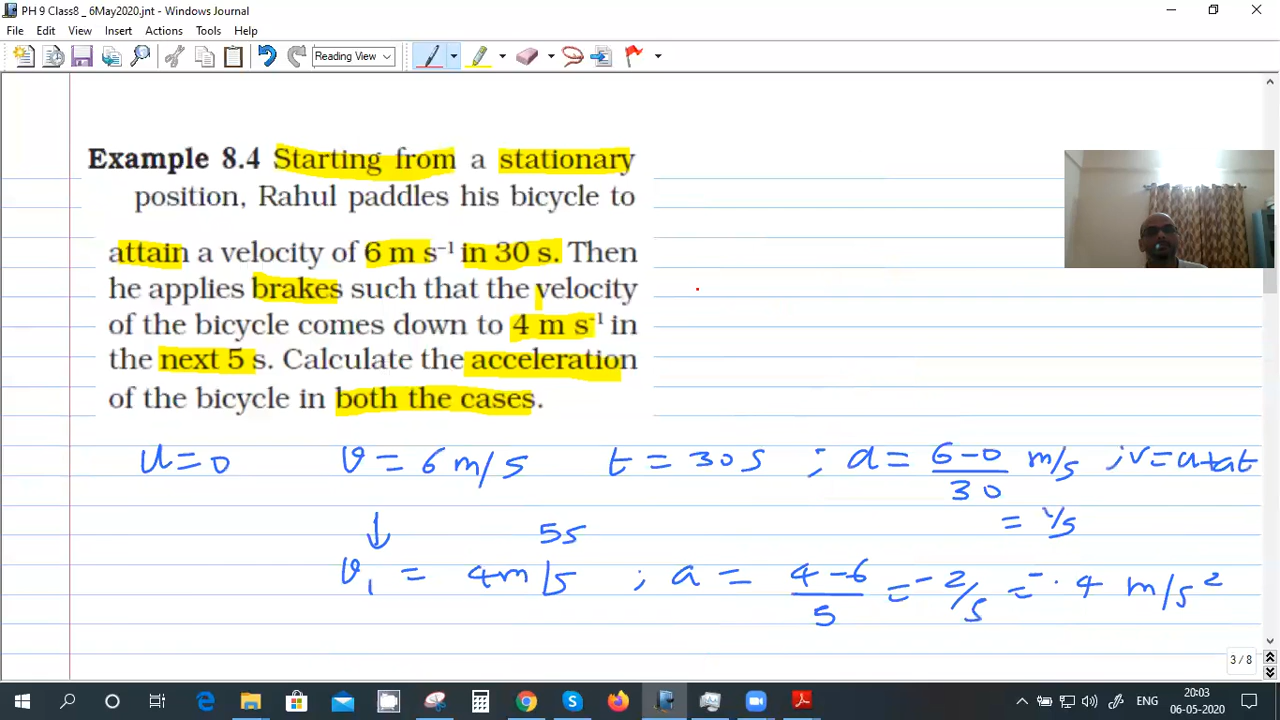 PH 9 Class8 _ 6May2020.jnt - Windows Journal
File Edit View Insert Actions Tools Help
Reading View
Example 8.4 Starting from a stationary
position, Rahul paddles his bicycle to
attain a velocity of 6 m s⁻¹ in 30 s. Then
he applies brakes such that the velocity
of the bicycle comes down to 4 m s⁻¹ in
the next 5 s. Calculate the acceleration
of the bicycle in both the cases.
u = 0 v = 6 m/s t = 30 s ; a = (6-0)/30 m/s ; v = u+at
= 1/5
↓ 5s
v₁ = 4 m/s ; a = (4-6)/5 = -2/5 = -.4 m/s²
3 / 8
ENG
20:03
06-05-2020